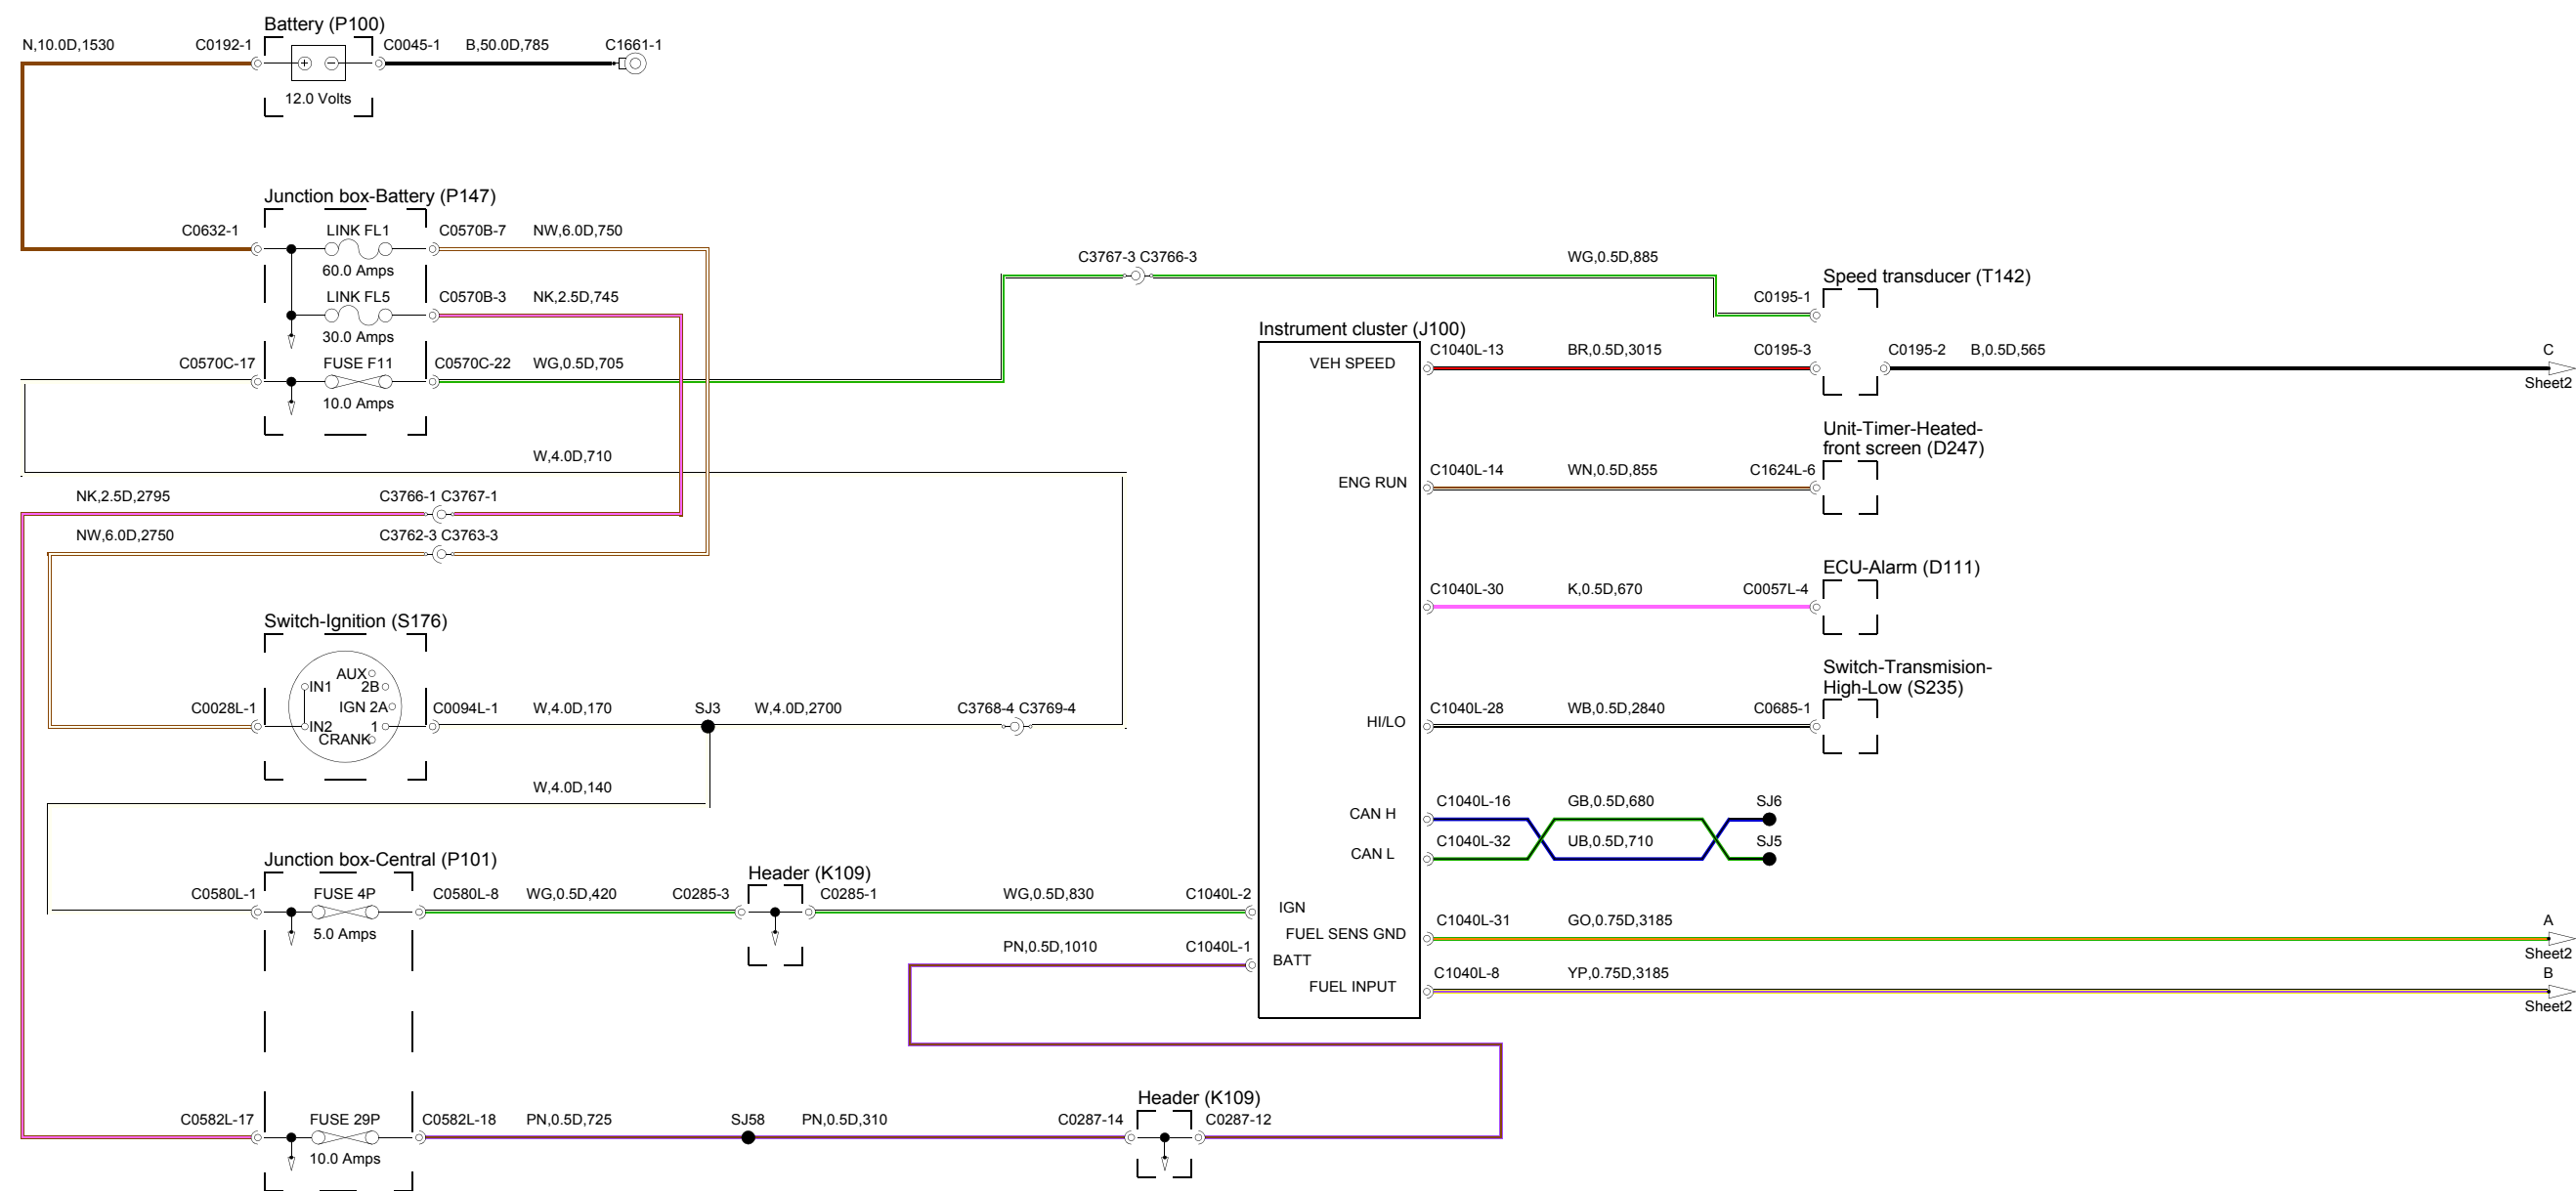 Battery (P100)
N,10.0D,1530
C0192-1
C0045-1
B,50.0D,785
C1661-1
12.0 Volts
Junction box-Battery (P147)
C0632-1
LINK FL1
C0570B-7
NW,6.0D,750
60.0 Amps
LINK FL5
C0570B-3
NK,2.5D,745
30.0 Amps
C0570C-17
FUSE F11
C0570C-22
WG,0.5D,705
10.0 Amps
C3767-3 C3766-3
WG,0.5D,885
Speed transducer (T142)
C0195-1
Instrument cluster (J100)
VEH SPEED
C1040L-13
BR,0.5D,3015
C0195-3
C0195-2
B,0.5D,565
C
Sheet2
Unit-Timer-Heated-
front screen (D247)
W,4.0D,710
ENG RUN
C1040L-14
WN,0.5D,855
C1624L-6
NK,2.5D,2795
C3766-1 C3767-1
NW,6.0D,2750
C3762-3 C3763-3
ECU-Alarm (D111)
C1040L-30
K,0.5D,670
C0057L-4
Switch-Ignition (S176)
AUX
IN1
2B
IGN 2A
IN2
1
CRANK
C0028L-1
C0094L-1
W,4.0D,170
SJ3
W,4.0D,2700
C3768-4 C3769-4
Switch-Transmision-
High-Low (S235)
HI/LO
C1040L-28
WB,0.5D,2840
C0685-1
W,4.0D,140
CAN H
C1040L-16
GB,0.5D,680
SJ6
CAN L
C1040L-32
UB,0.5D,710
SJ5
Junction box-Central (P101)
C0580L-1
FUSE 4P
C0580L-8
WG,0.5D,420
C0285-3
Header (K109)
C0285-1
WG,0.5D,830
C1040L-2
5.0 Amps
IGN
FUEL SENS GND
C1040L-31
GO,0.75D,3185
A
Sheet2
PN,0.5D,1010
C1040L-1
BATT
FUEL INPUT
C1040L-8
YP,0.75D,3185
B
Sheet2
C0582L-17
FUSE 29P
C0582L-18
PN,0.5D,725
SJ58
PN,0.5D,310
C0287-14
Header (K109)
C0287-12
10.0 Amps